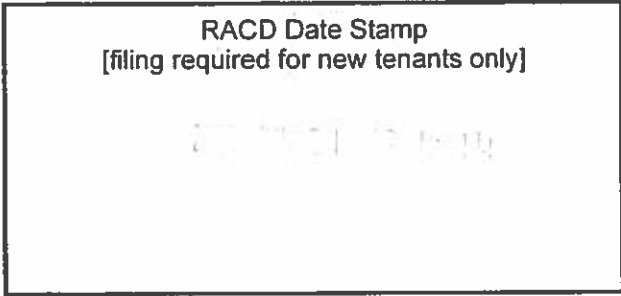 RACD Date Stamp
[filing required for new tenants only]